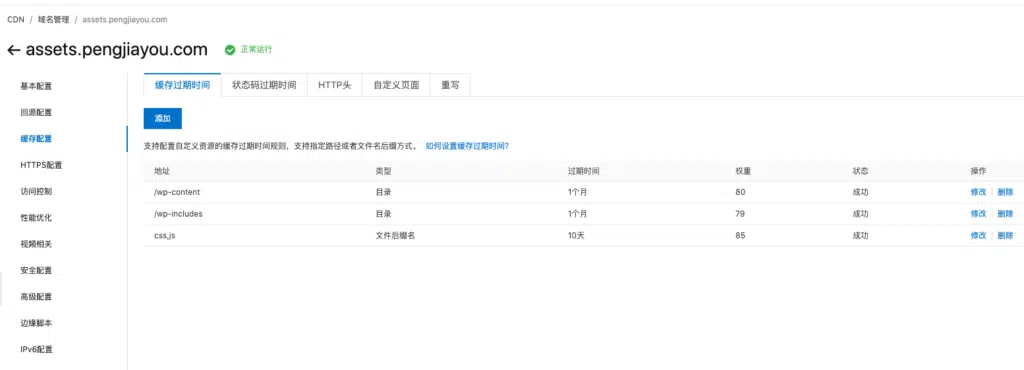 CDN / 域名管理 / assets.pengjiayou.com
← assets.pengjiayou.com 正常运行
基本配置
回源配置
缓存配置
HTTPS配置
访问控制
性能优化
视频相关
安全配置
高级配置
边缘脚本
IPv6配置
缓存过期时间 状态码过期时间 HTTP头 自定义页面 重写
添加
支持配置自定义资源的缓存过期时间规则，支持指定路径或者文件名后缀方式。 如何设置缓存过期时间?
地址 类型 过期时间 权重 状态 操作
/wp-content 目录 1个月 80 成功 修改 | 删除
/wp-includes 目录 1个月 79 成功 修改 | 删除
css,js 文件后缀名 10天 85 成功 修改 | 删除